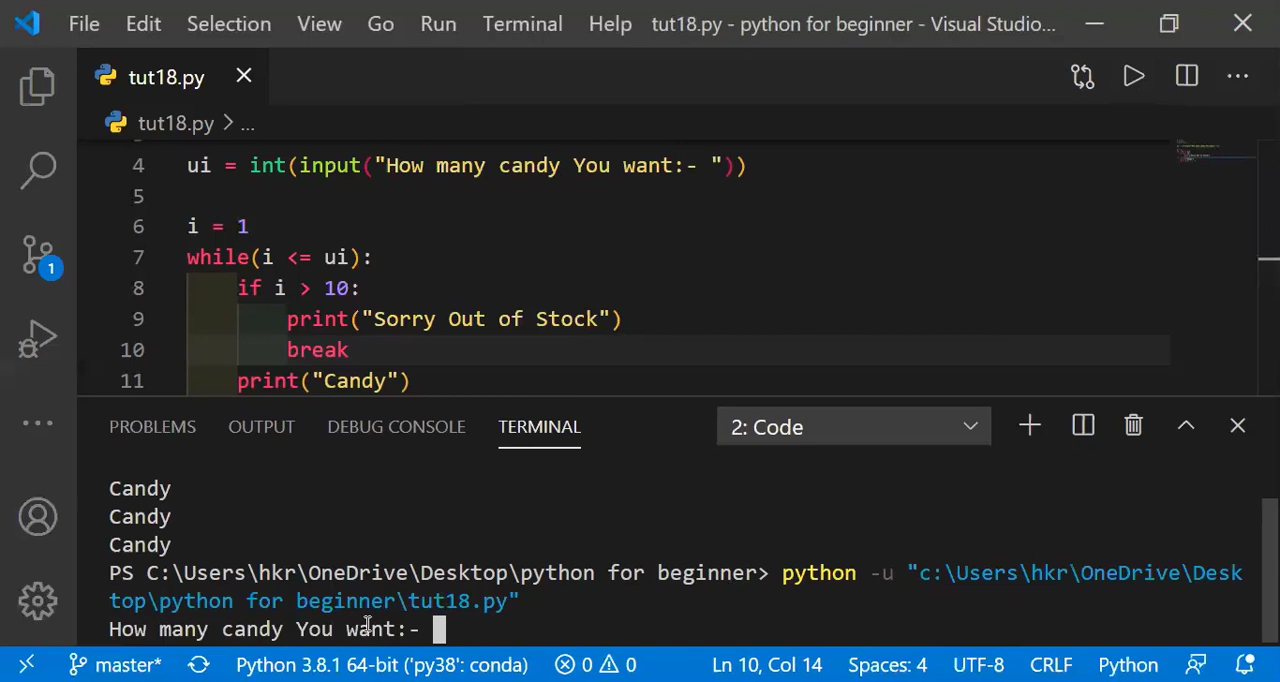 File Edit Selection View Go Run Terminal Help tut18.py - python for beginner - Visual Studio...
tut18.py
tut18.py > ...
4 ui = int(input("How many candy You want:- "))
5
6 i = 1
7 while(i <= ui):
8 if i > 10:
9 print("Sorry Out of Stock")
10 break
11 print("Candy")
PROBLEMS OUTPUT DEBUG CONSOLE TERMINAL 2: Code
Candy
Candy
Candy
PS C:\Users\hkr\OneDrive\Desktop\python for beginner> python -u "c:\Users\hkr\OneDrive\Desk
top\python for beginner\tut18.py"
How many candy You want:-
1
master* Python 3.8.1 64-bit ('py38': conda) 0 0 Ln 10, Col 14 Spaces: 4 UTF-8 CRLF Python